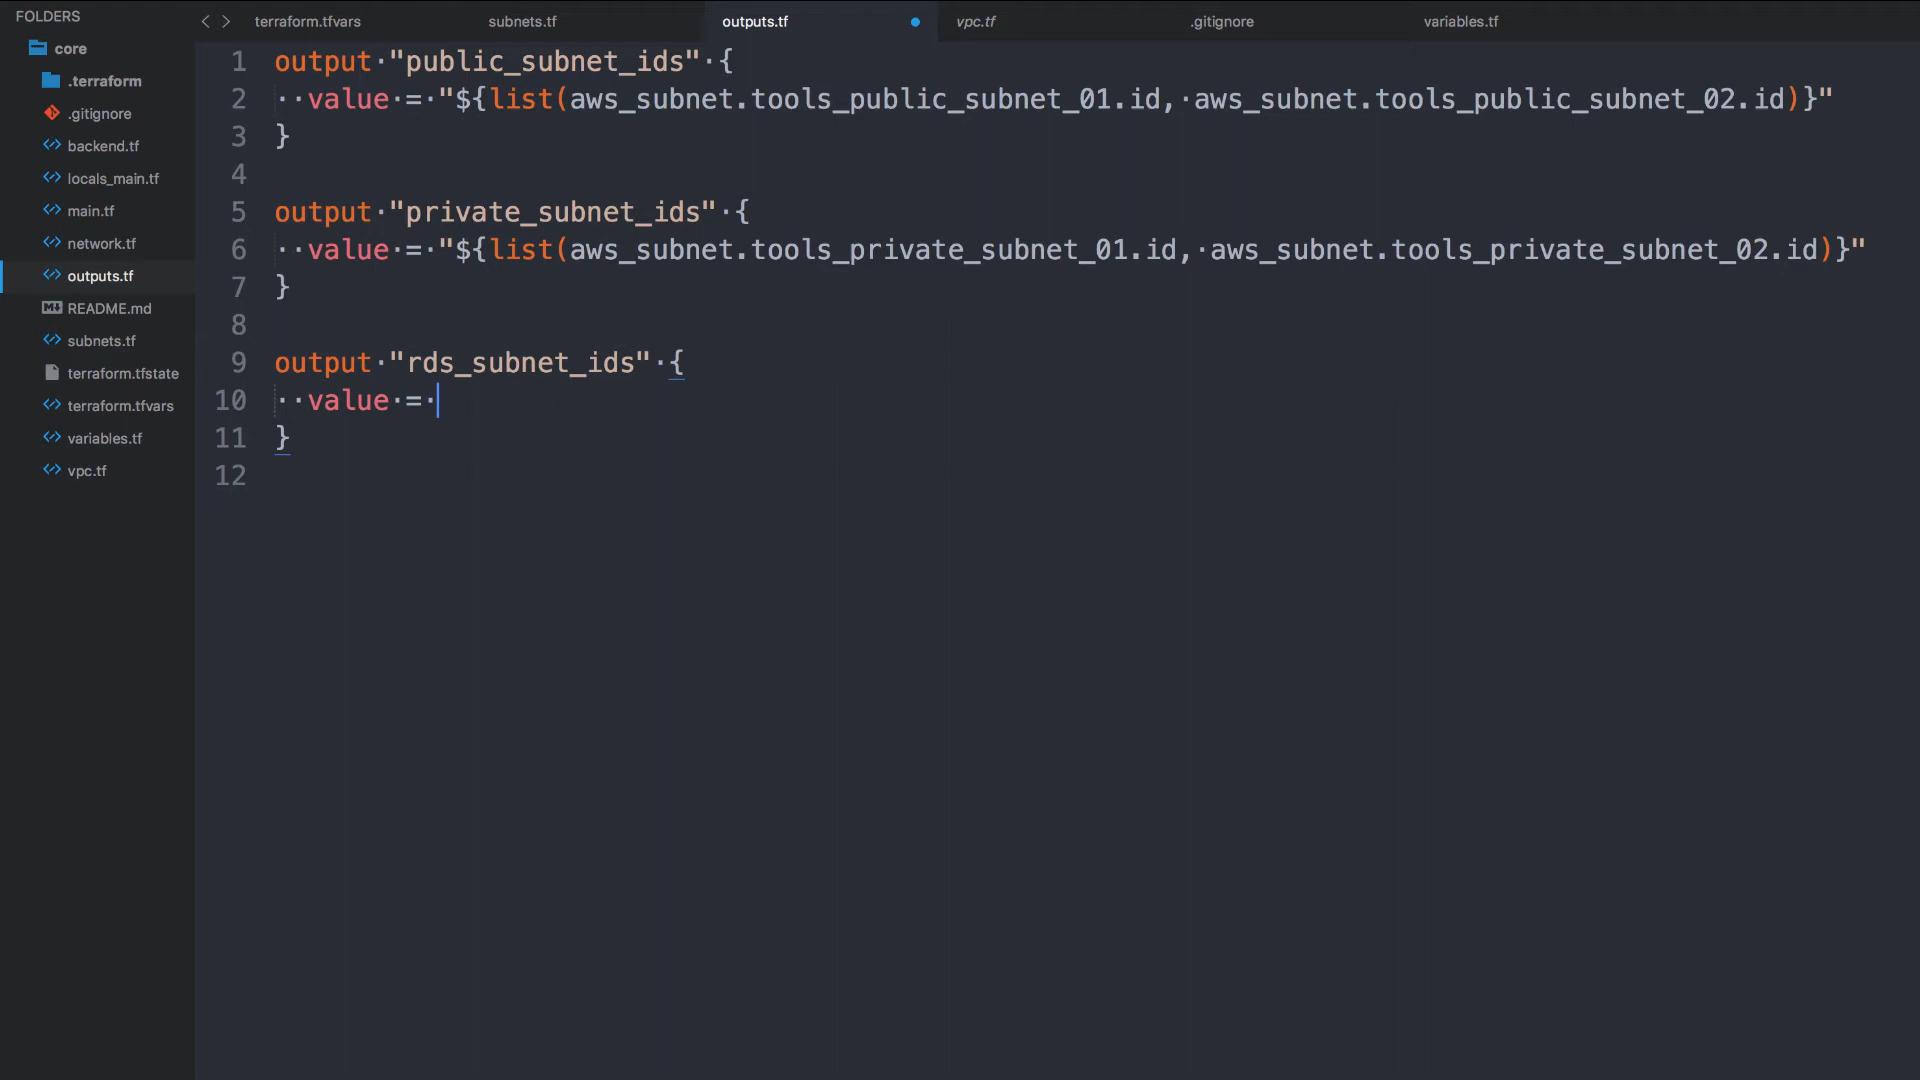 FOLDERS
core
.terraform
.gitignore
backend.tf
locals_main.tf
main.tf
network.tf
outputs.tf
README.md
subnets.tf
terraform.tfstate
terraform.tfvars
variables.tf
vpc.tf
terraform.tfvars subnets.tf outputs.tf vpc.tf .gitignore variables.tf
1 output "public_subnet_ids" {
2   value = "${list(aws_subnet.tools_public_subnet_01.id, aws_subnet.tools_public_subnet_02.id)}"
3 }
4
5 output "private_subnet_ids" {
6   value = "${list(aws_subnet.tools_private_subnet_01.id, aws_subnet.tools_private_subnet_02.id)}"
7 }
8
9 output "rds_subnet_ids" {
10   value =
11 }
12